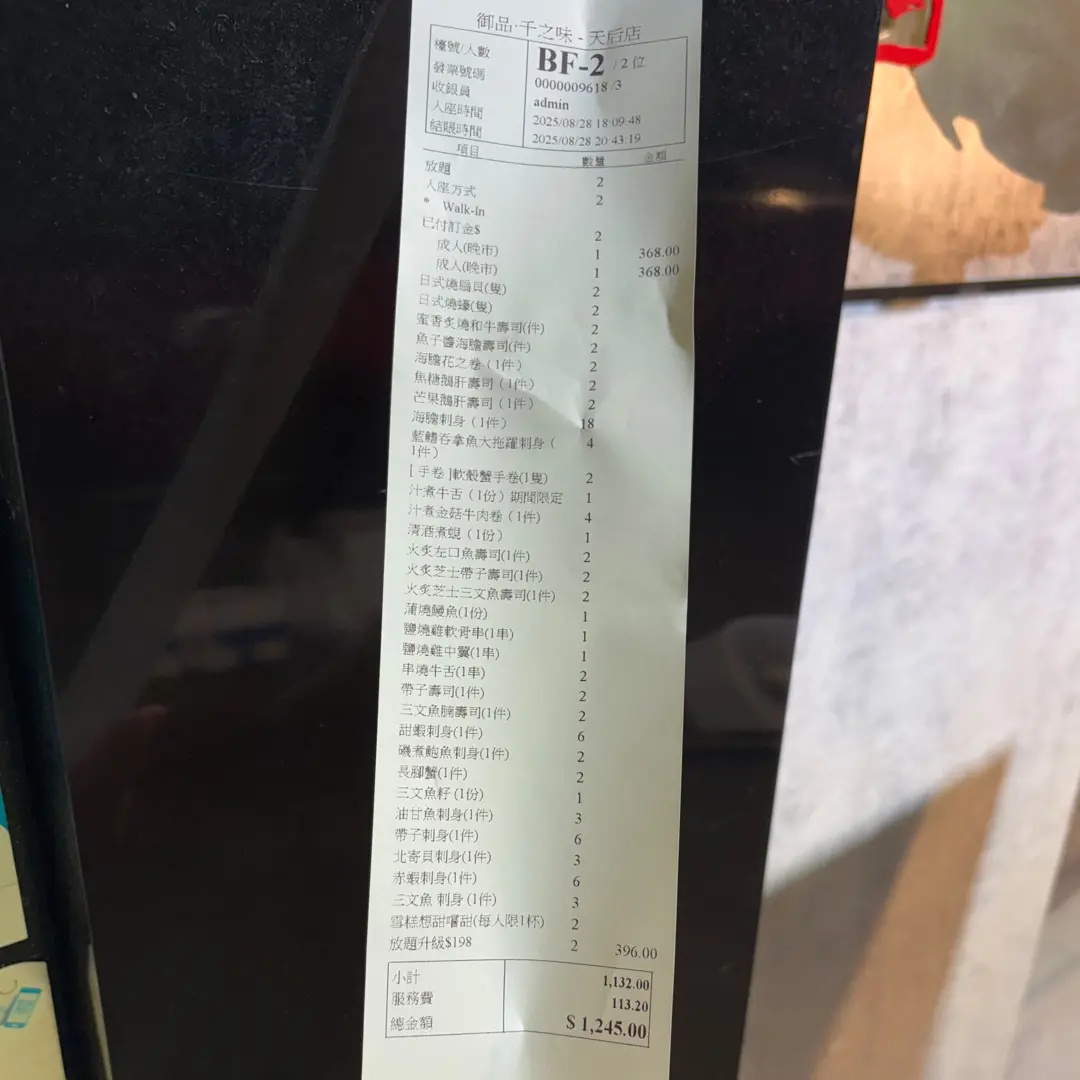 御品·千之味 - 天后店
檯號/人數 BF-2 / 2 位
發票號碼 0000009618 /3
收銀員 admin
入座時間 2025/08/28 18:09:48
結賬時間 2025/08/28 20:43:19
項目 數量 金額
放題 2
入座方式 2
* Walk-In
已付訂金$ 2
成人(晚市) 1 368.00
成人(晚市) 1 368.00
日式燒扇貝(隻) 2
日式燒蠔(隻) 2
蜜香炙燒和牛壽司(件) 2
魚子醬海膽壽司(件) 2
海膽花之卷（1件） 2
焦糖鵝肝壽司（1件） 2
芒果鵝肝壽司（1件） 2
海膽刺身（1件） 18
藍鰭吞拿魚大拖羅刺身（ 4
1件）
[ 手卷 ]軟殼蟹手卷(1隻) 2
汁煮牛舌（1份）期間限定 1
汁煮金菇牛肉卷（1件） 4
清酒煮蜆（1份） 1
火炙左口魚壽司(1件) 2
火炙芝士帶子壽司(1件) 2
火炙芝士三文魚壽司(1件) 2
蒲燒鰻魚(1份) 1
鹽燒雞軟骨串(1串) 1
鹽燒雞中翼(1串) 1
串燒牛舌(1串) 2
帶子壽司(1件) 2
三文魚腩壽司(1件) 2
甜蝦刺身(1件) 6
磯煮鮑魚刺身(1件) 2
長腳蟹(1件) 2
三文魚籽 (1份) 1
油甘魚刺身(1件) 3
帶子刺身(1件) 6
北寄貝刺身(1件) 3
赤蝦刺身(1件) 6
三文魚 刺身 (1件) 3
雪糕想甜嚐甜(每人限1杯) 2
放題升級$198 2 396.00
小計 1,132.00
服務費 113.20
總金額 $ 1,245.00